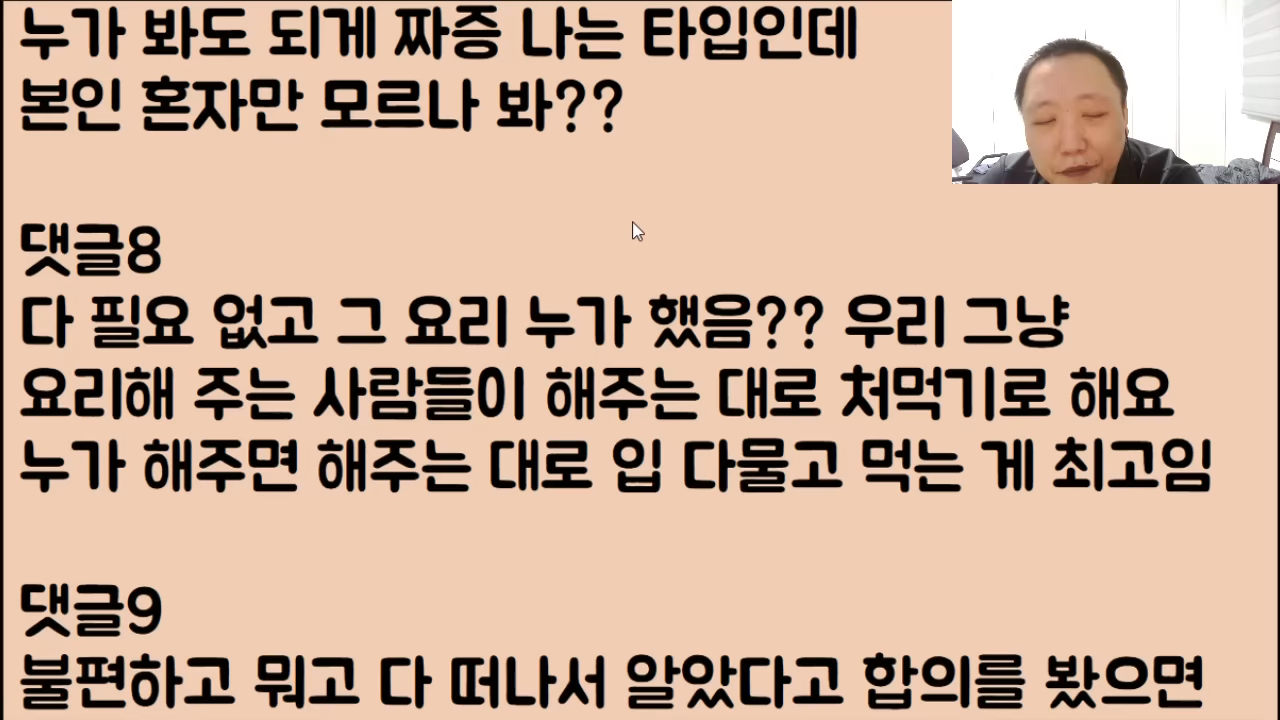 누가 봐도 되게 짜증 나는 타입인데
본인 혼자만 모르나 봐??
댓글8
다 필요 없고 그 요리 누가 했음?? 우리 그냥
요리해 주는 사람들이 해주는 대로 처먹기로 해요
누가 해주면 해주는 대로 입 다물고 먹는 게 최고임
댓글9
불편하고 뭐고 다 떠나서 알았다고 합의를 봤으면